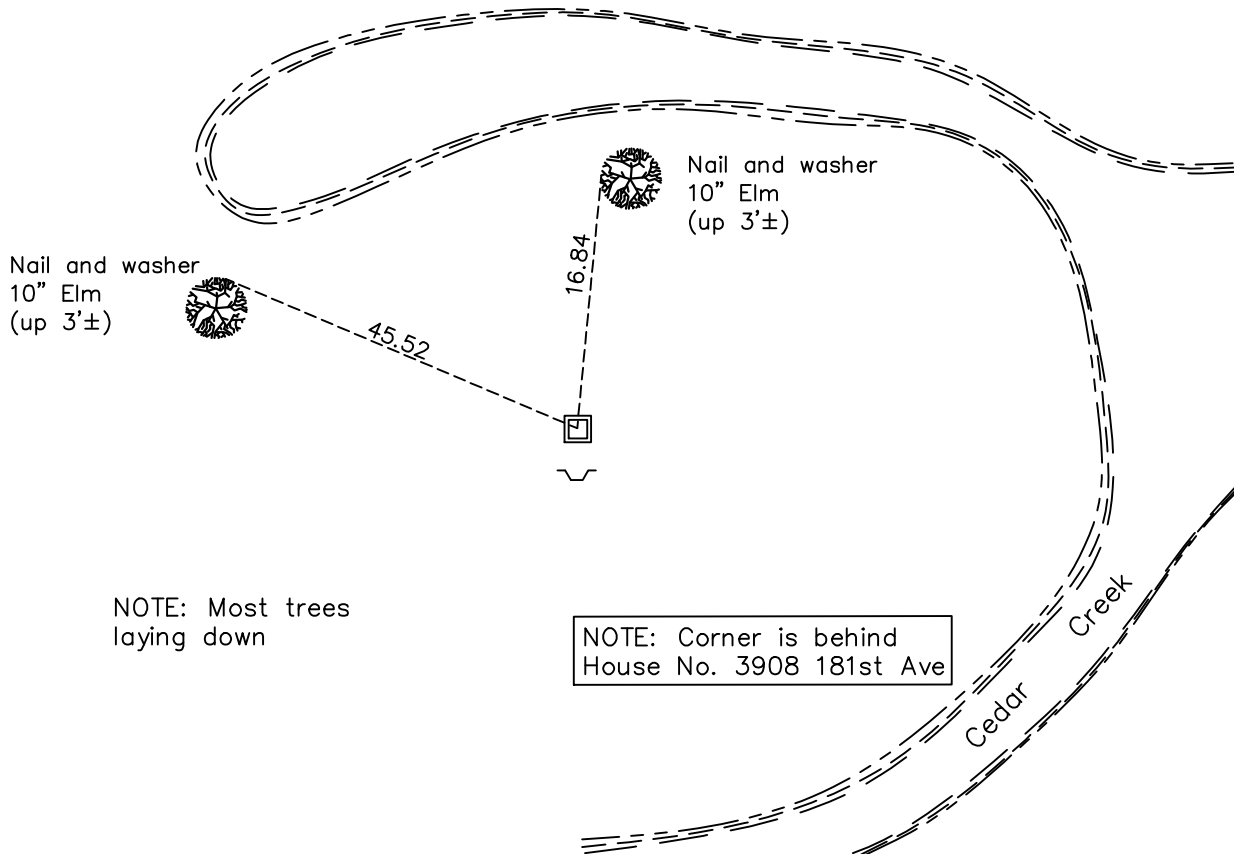 Nail and washer
10" Elm
(up 3'±)
16.84
Nail and washer
10" Elm
(up 3'±)
45.52
NOTE: Most trees
laying down
NOTE: Corner is behind
House No. 3908 181st Ave
Cedar Creek